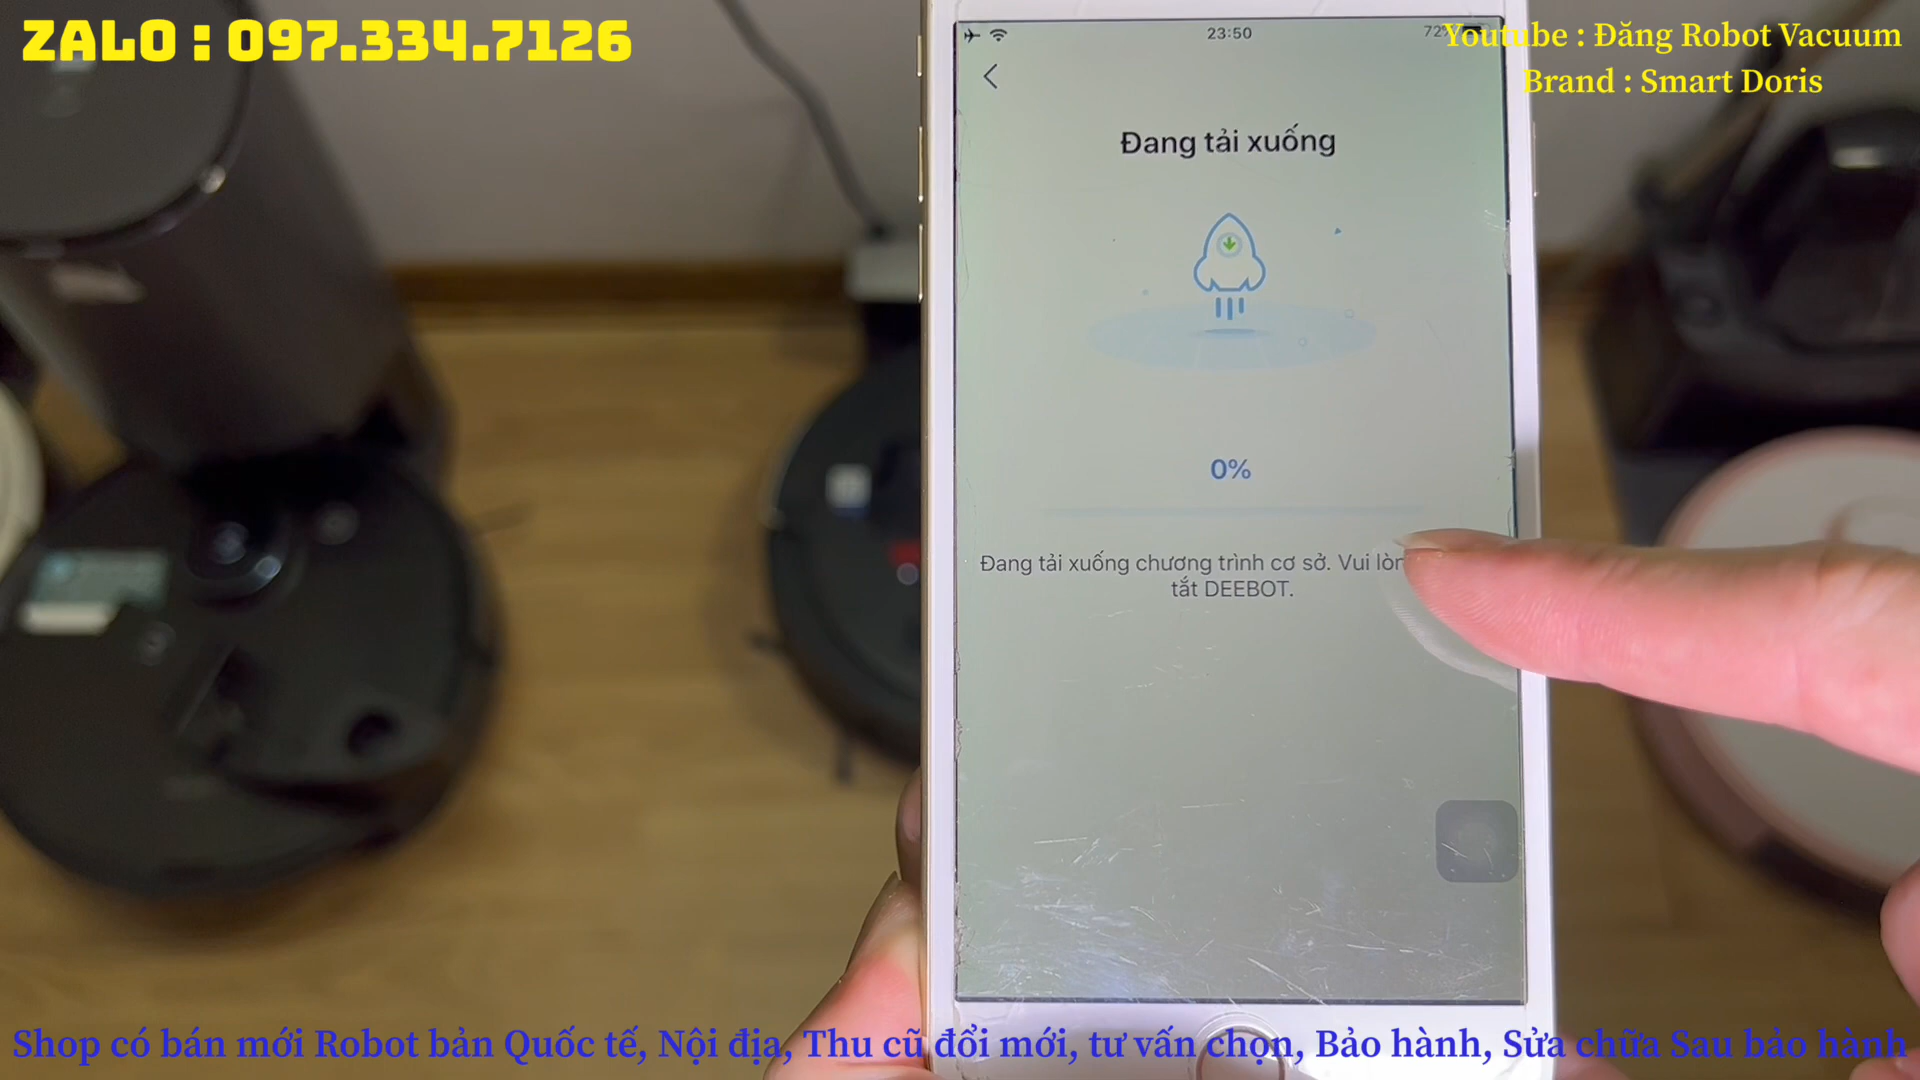 ZALO : 097.334.7126
Youtube : Đăng Robot Vacuum
Brand : Smart Doris
23:50
72%
Đang tải xuống
0%
Đang tải xuống chương trình cơ sở. Vui
tắt DEEBOT.
Shop có bán mới Robot bản Quốc tế, Nội địa, Thu cũ đổi mới, tư vấn chọn, Bảo hành, Sửa chữa Sau bảo hành